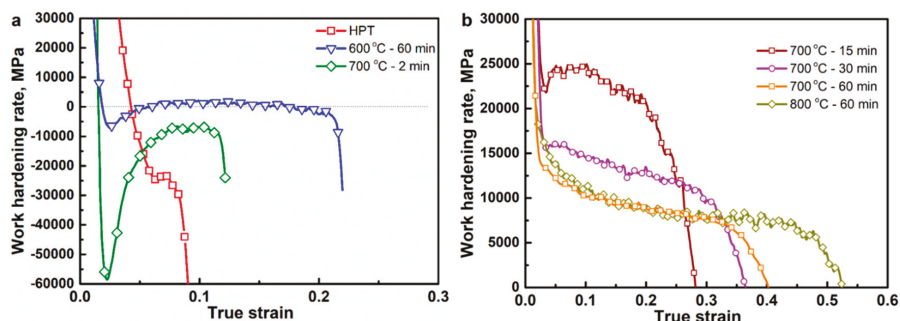 a
Work hardening rate, MPa
30000
20000
10000
0
-10000
-20000
-30000
-40000
-50000
-60000
0.0
0.1
0.2
0.3
True strain
HPT
600 °C - 60 min
700 °C - 2 min
b
Work hardening rate, MPa
30000
25000
20000
15000
10000
5000
0
0.0
0.1
0.2
0.3
0.4
0.5
0.6
True strain
700 °C - 15 min
700 °C - 30 min
700 °C - 60 min
800 °C - 60 min